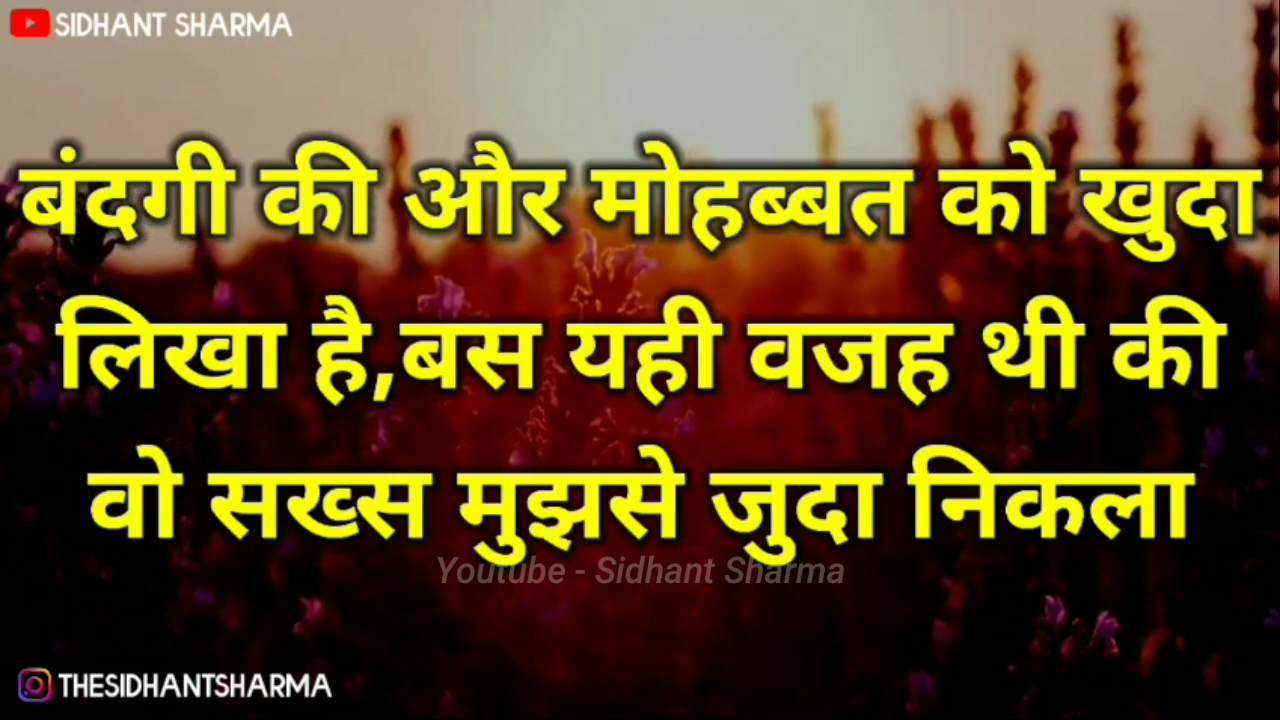 SIDHANT SHARMA
बंदगी की और मोहब्बत को खुदा
लिखा है,बस यही वजह थी की
वो सख्स मुझसे जुदा निकला
Youtube - Sidhant Sharma
THESIDHANTSHARMA